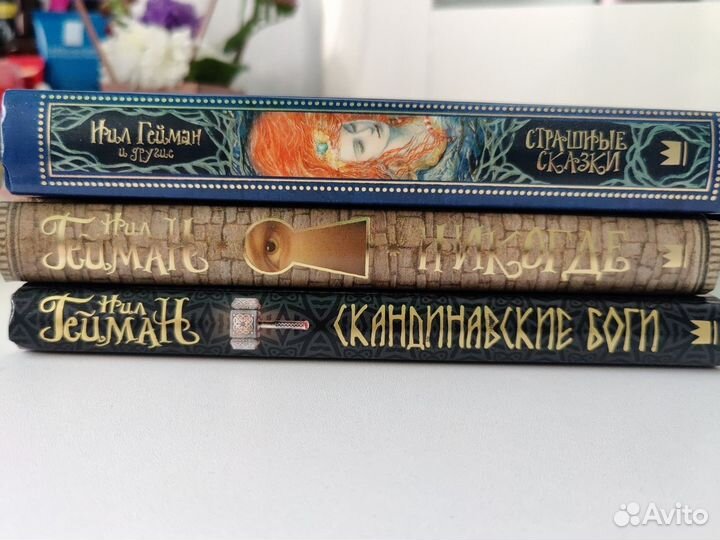 Нил Гейман
и другие
СТРАШНЫЕ
СКАЗКИ
НИЛ
ГЕЙМАН
НИКОГДЕ
НИЛ
ГЕЙМАН
СКАНДИНАВСКИЕ БОГИ
Avito